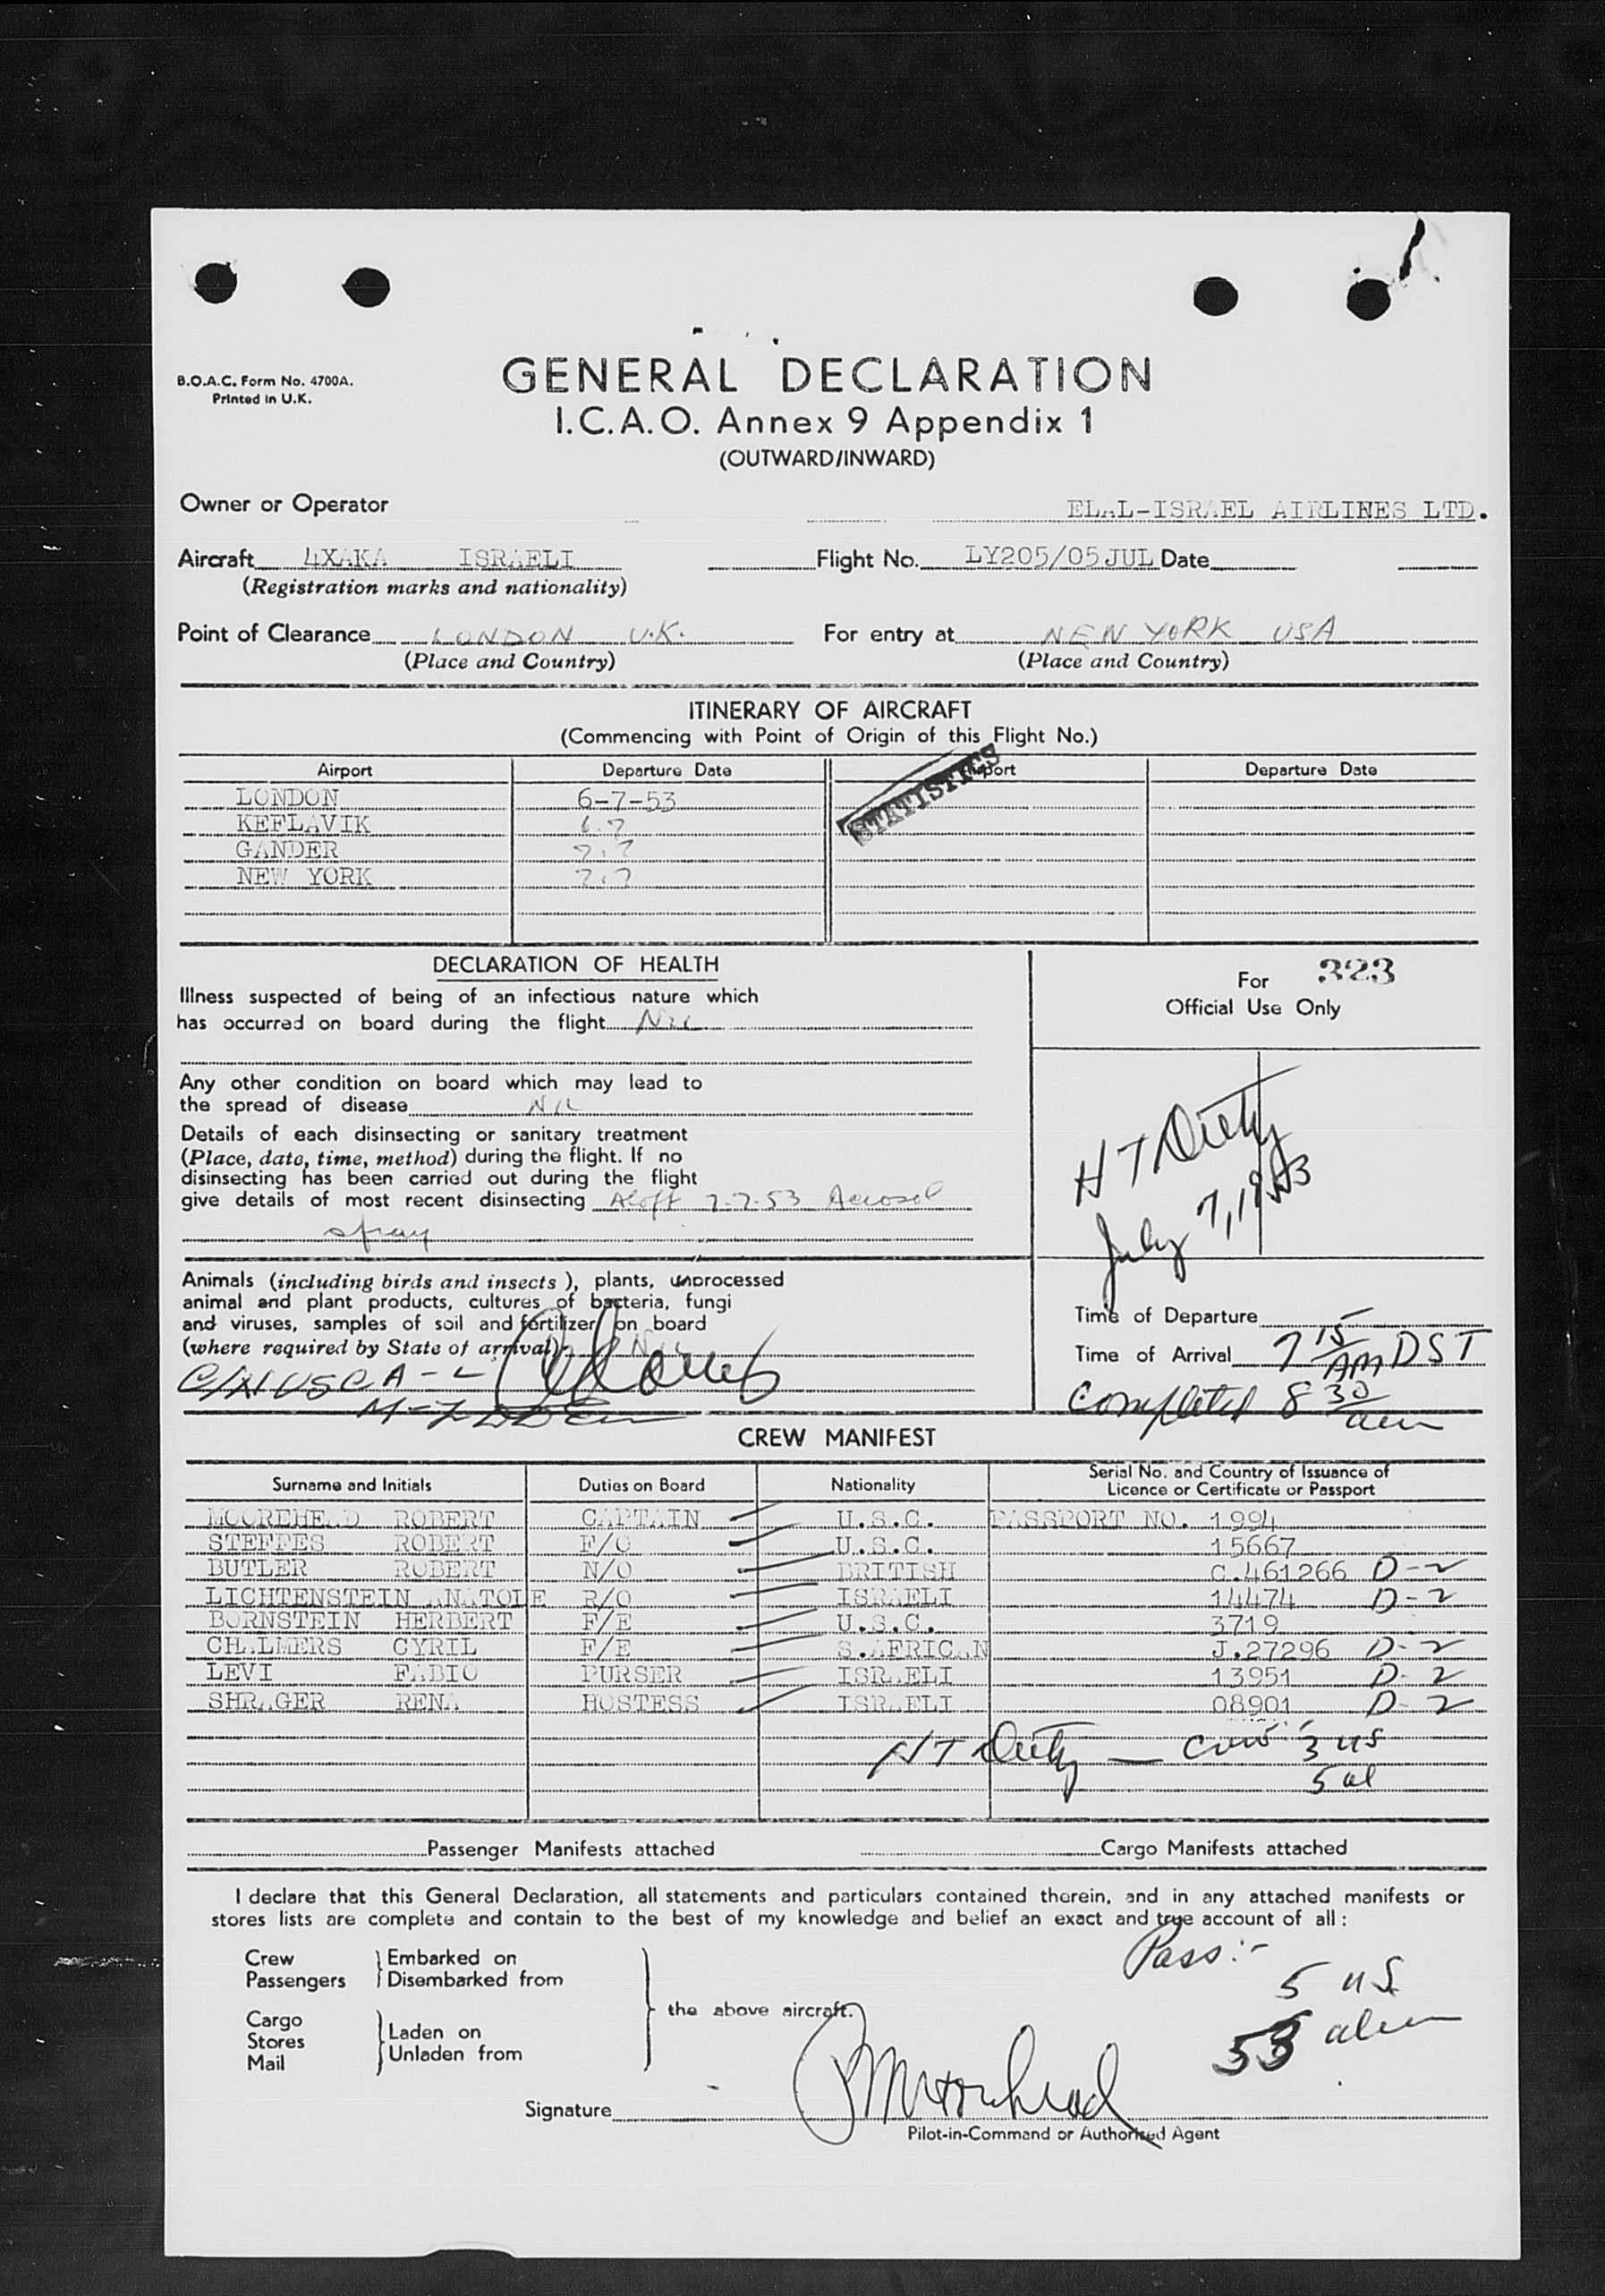 B.O.A.C. Form No. 4700A.
Printed in U.K.
GENERAL DECLARATION
I.C.A.O. Annex 9 Appendix 1
(OUTWARD/INWARD)
Owner or Operator ELAL-ISRAEL AIRLINES LTD.
Aircraft 4XAKA ISRAELI Flight No. LY205/05JUL Date
(Registration marks and nationality)
Point of Clearance LONDON U.K. For entry at NEW YORK USA
(Place and Country) (Place and Country)
ITINERARY OF AIRCRAFT
(Commencing with Point of Origin of this Flight No.)
Airport Departure Date Airport Departure Date
STATISTICS
LONDON 6-7-53
KEFLAVIK 6.7
GANDER 7.7
NEW YORK 7.7
DECLARATION OF HEALTH
Illness suspected of being of an infectious nature which
has occurred on board during the flight Nil
Any other condition on board which may lead to
the spread of disease Nil
Details of each disinsecting or sanitary treatment
(Place, date, time, method) during the flight. If no
disinsecting has been carried out during the flight
give details of most recent disinsecting Aloft 7-7-53 Aerosol
spray
Animals (including birds and insects), plants, unprocessed
animal and plant products, cultures of bacteria, fungi
and viruses, samples of soil and fertilizer on board
(where required by State of arrival) Nil
For 323
Official Use Only
July 7, 1953
Time of Departure
Time of Arrival 7 15 AM DST
Completed 8 30 am
CREW MANIFEST
Surname and Initials Duties on Board Nationality Serial No. and Country of Issuance of
Licence or Certificate or Passport
MOOREHEAD ROBERT CAPTAIN U.S.C. PASSPORT NO. 1994
STEFFES ROBERT F/O U.S.C. 15667
BUTLER ROBERT N/O BRITISH C.461266 D-2
LICHTENSTEIN ANATOLE R/O ISRAELI 14474 D-2
BORNSTEIN HERBERT F/E U.S.C. 3719
CHALMERS CYRIL F/E S.AFRICAN J.27296 D-2
LEVI FABIO PURSER ISRAELI 13951 D-2
SHRAGER RENA HOSTESS ISRAELI 08901 D-2
Crew 3 US
5 al
Passenger Manifests attached Cargo Manifests attached
I declare that this General Declaration, all statements and particulars contained therein, and in any attached manifests or
stores lists are complete and contain to the best of my knowledge and belief an exact and true account of all:
Pass:-
5 US
alien
Crew Embarked on
Passengers Disembarked from
the above aircraft.
Cargo
Stores Laden on
Mail Unladen from
Signature
Pilot-in-Command or Authorised Agent